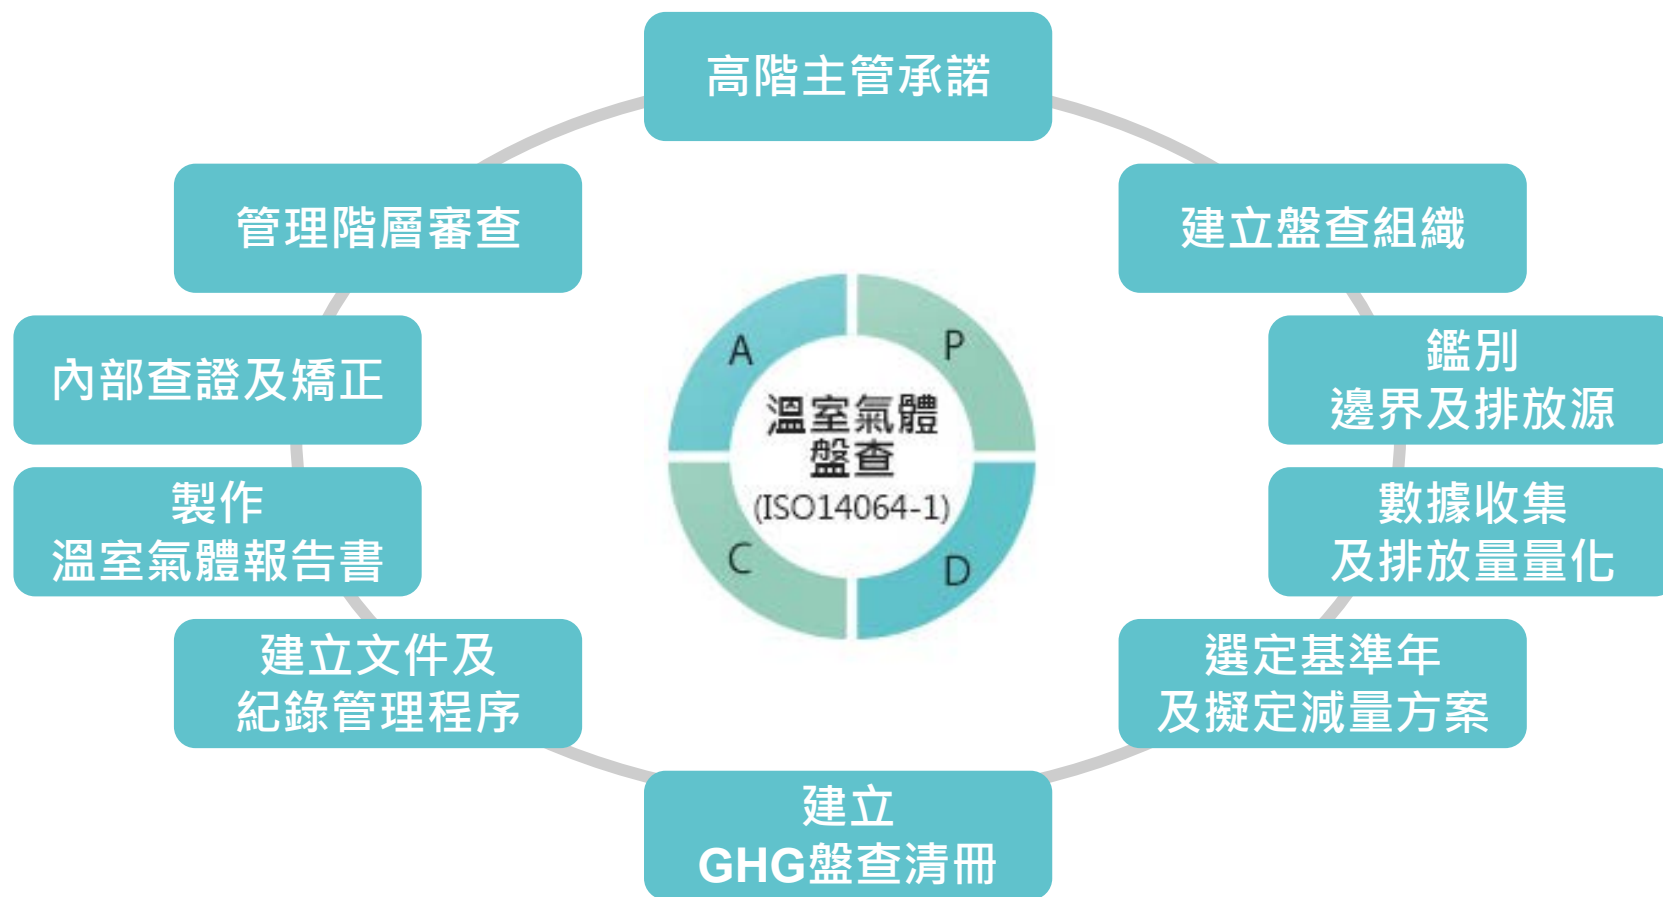 高階主管承諾
管理階層審查
建立盤查組織
內部查證及矯正
鑑別
邊界及排放源
A
P
溫室氣體
盤查
(ISO14064-1)
C
D
製作
溫室氣體報告書
數據收集
及排放量量化
建立文件及
紀錄管理程序
選定基準年
及擬定減量方案
建立
GHG盤查清冊